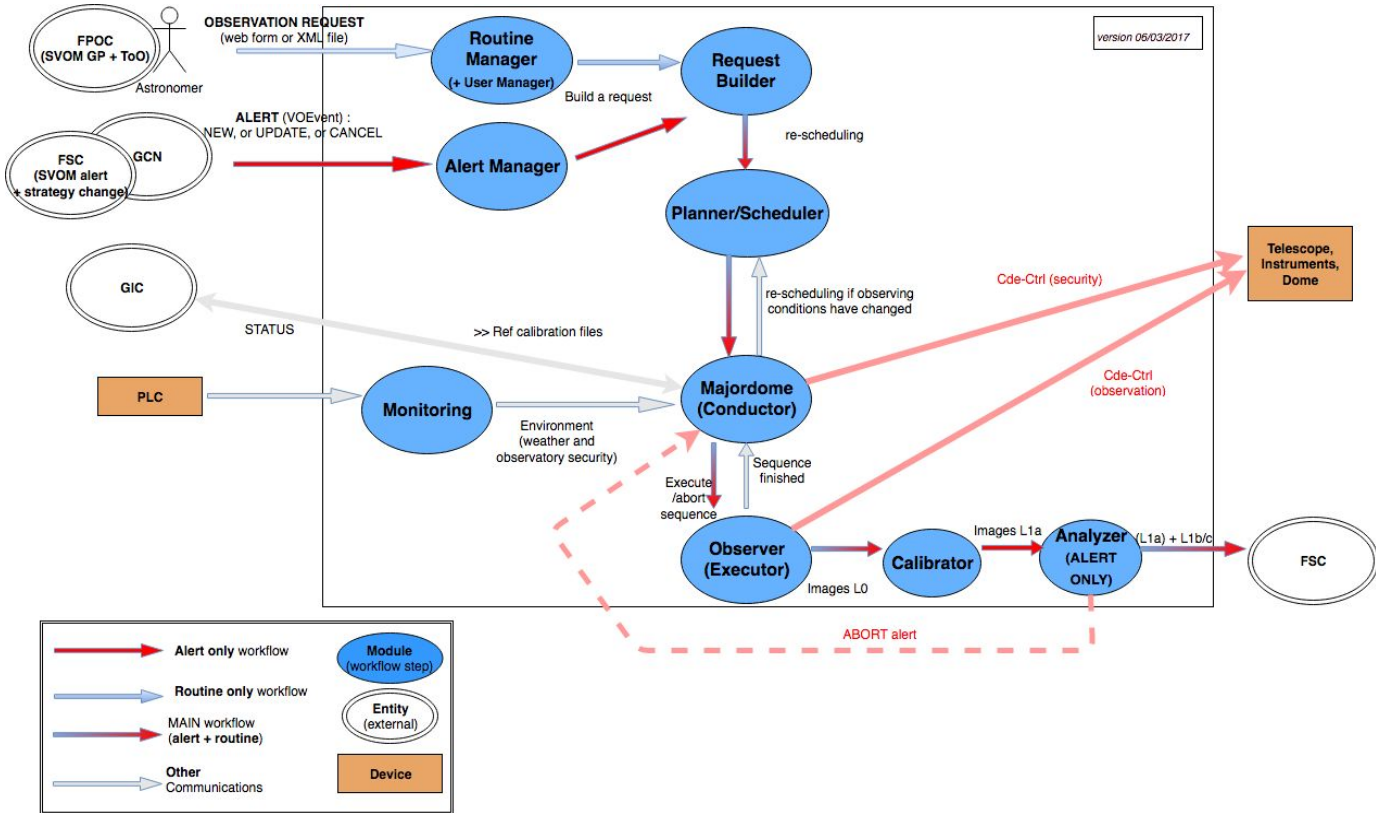 FPOC
(SVOM GP + ToO)
Astronomer
OBSERVATION REQUEST
(web form or XML file)
Routine
Manager
(+ User Manager)
Build a request
Request
Builder
version 06/03/2017
ALERT (VOEvent) :
NEW, or UPDATE, or CANCEL
GCN
FSC
(SVOM alert
+ strategy change)
Alert Manager
re-scheduling
Planner/Scheduler
Telescope,
Instruments,
Dome
GIC
STATUS
>> Ref calibration files
re-scheduling if observing
conditions have changed
Cde-Ctrl (security)
Cde-Ctrl
(observation)
PLC
Monitoring
Environment
(weather and
observatory security)
Majordome
(Conductor)
Execute
/abort
sequence
Sequence
finished
Observer
(Executor)
Images L0
Calibrator
Images L1a
Analyzer
(ALERT
ONLY)
(L1a) + L1b/c
FSC
ABORT alert
Alert only workflow
Routine only workflow
MAIN workflow
(alert + routine)
Other
Communications
Module
(workflow step)
Entity
(external)
Device